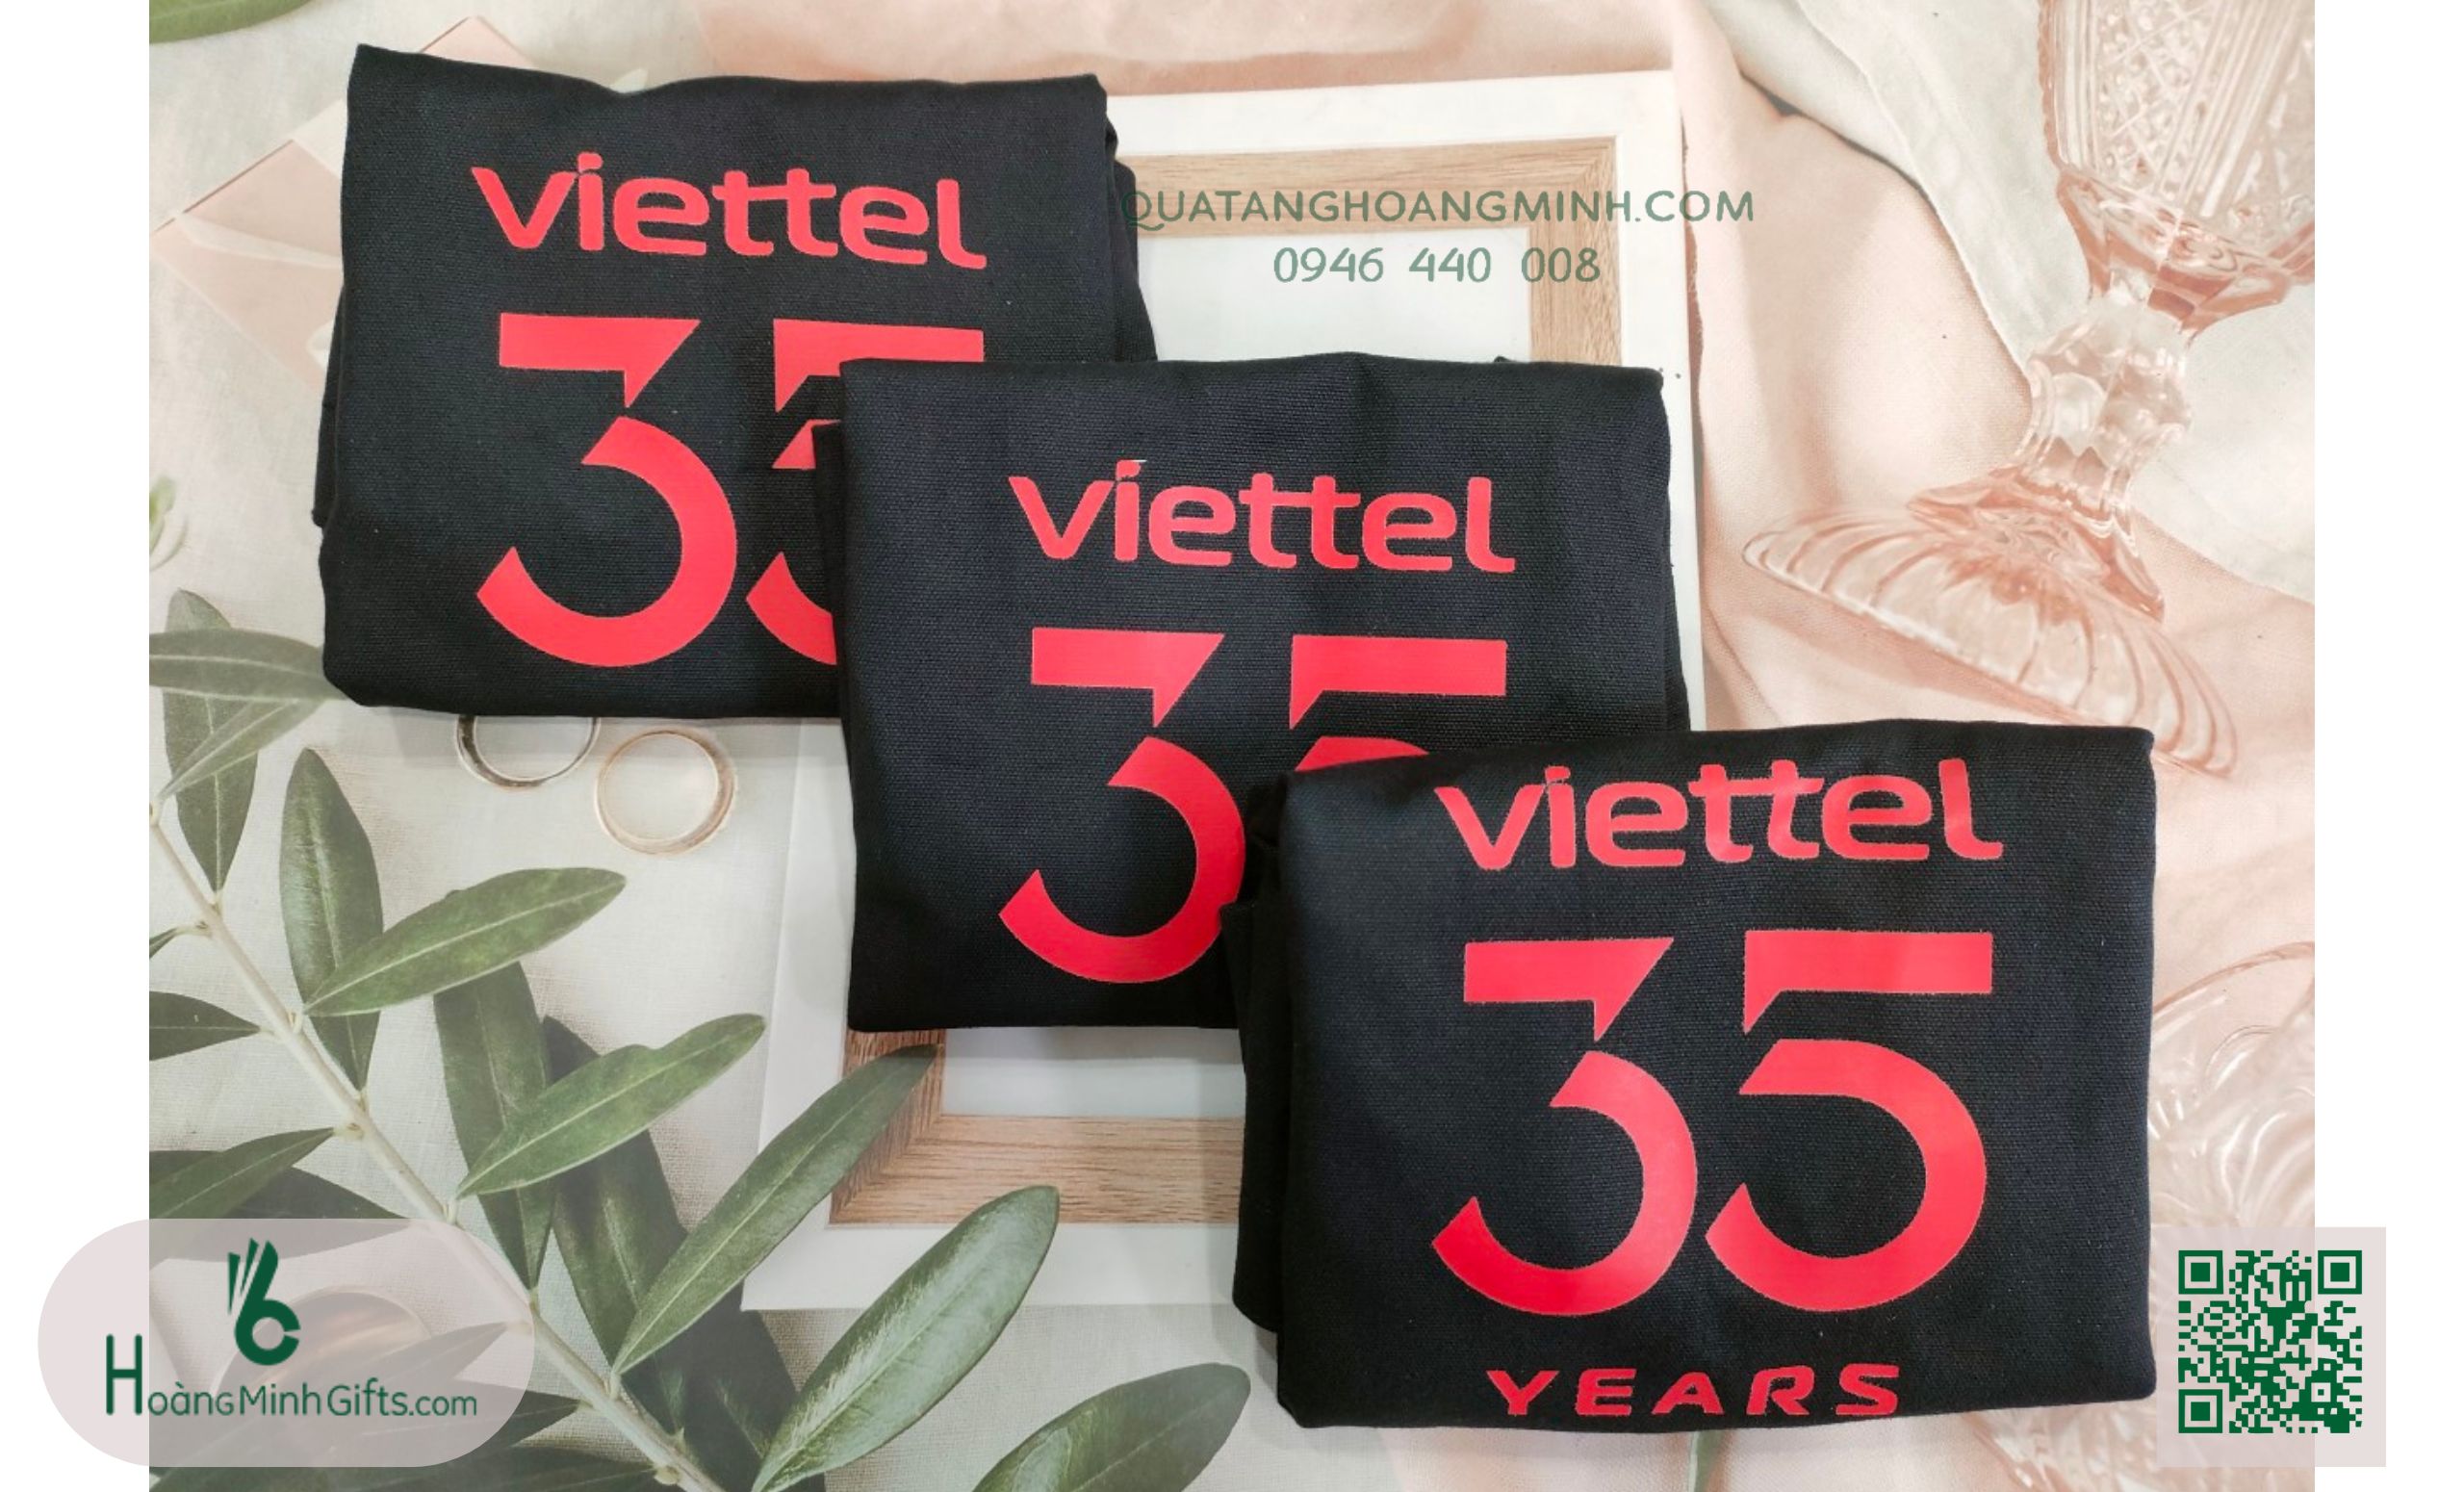 viettel
35
QUATANGHOANGMINH.COM
0946 440 008
viettel
35
viettel
35
YEARS
HoàngMinhGifts.com